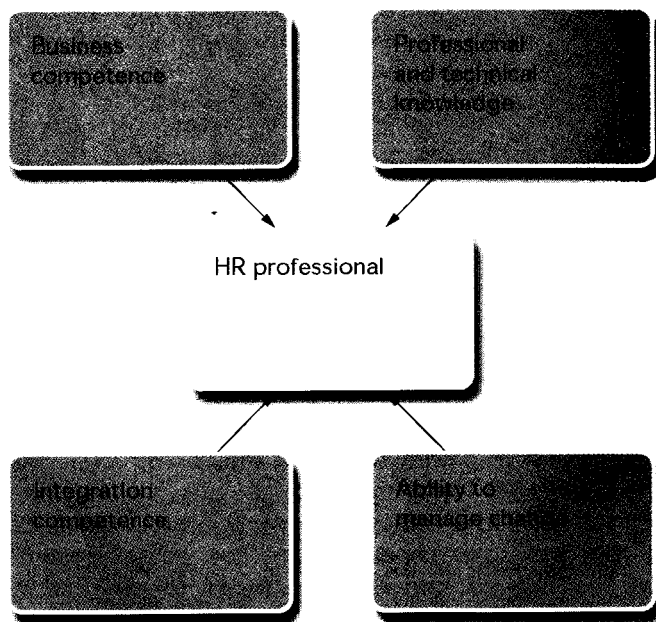 Business
competence
Professional
and technical
knowledge
HR professional
Integration
competence
Ability to
manage change